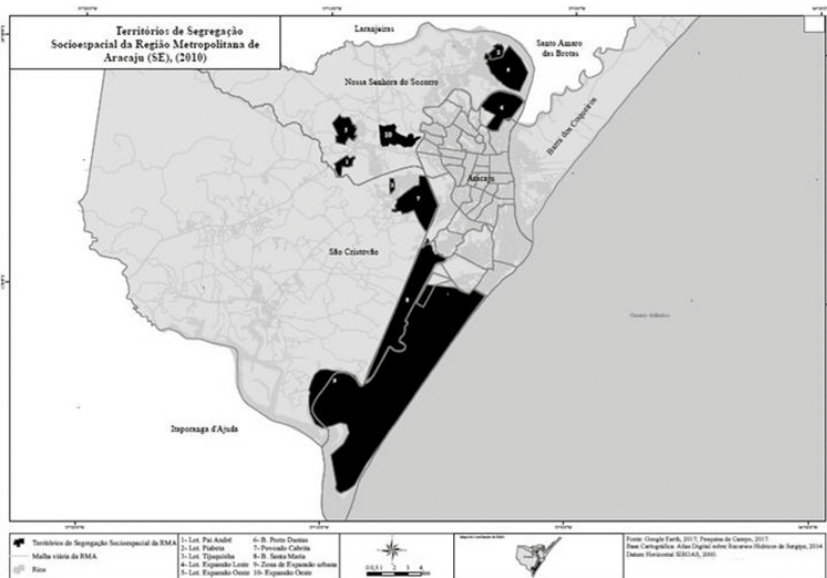 Territórios de Segregação
Socioespacial da Região Metropolitana de
Aracaju (SE), (2010)
Laranjeiras
Santo Amaro
das Brotas
Nossa Senhora do Socorro
Barra dos Coqueiros
Aracaju
São Cristovão
Oceano Atlântico
Itaporanga d'Ajuda
Territórios de Segregação Socioespacial da RMA
Malha viária da RMA
Rios
1- Lot. Pai André
2- Lot. Piabeta
3- Lot. Tijuquinha
4- Lot. Expansão Leste
5- Lot. Expansão Oeste
6- B. Porto Dantas
7- Povoado Cabrita
8- B. Santa Maria
9- Zona de Expansão urbana
10- Expansão Oeste
Fonte: Google Earth, 2017; Pesquisa de Campo, 2017.
Base Cartográfica: Atlas Digital sobre Recursos Hídricos de Sergipe, 2014
Datum Horizontal SIRGAS, 2000.